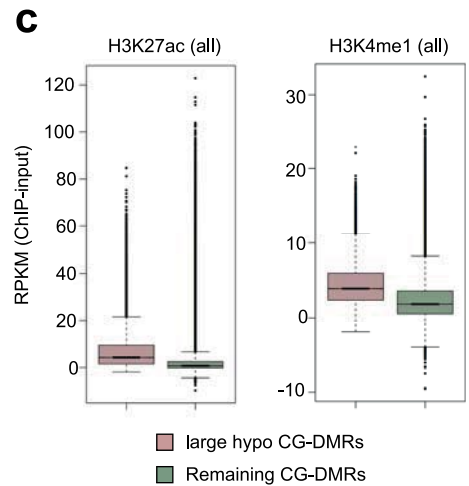 c
H3K27ac (all)
H3K4me1 (all)
RPKM (ChIP-input)
120
100
80
60
40
20
0
30
20
10
0
-10
large hypo CG-DMRs
Remaining CG-DMRs